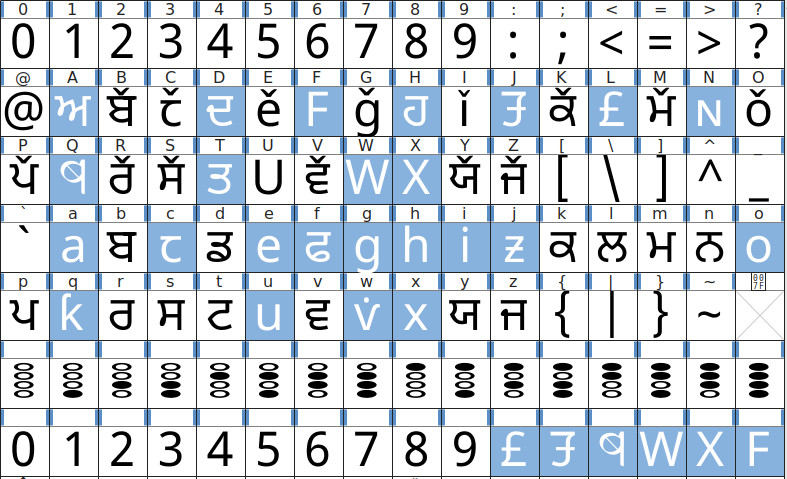 0 1 2 3 4 5 6 7 8 9 : ; < = > ?
0 1 2 3 4 5 6 7 8 9 : ; < = > ?
@ A B C D E F G H I J K L M N O
@ ਅ ਬ̌ ꞇ̌ ਦ ě F ǧ ਹ ǐ ਕ̌ £ ਮ̌ ɴ ǒ
P Q R S T U V W X Y Z [ \ ] ^ _
ਪ̌ ਰ̌ ਸ̌ ਤ U ਵ̌ W X ਯ̌ ਜ̌ [ \ ] ^ _
` a b c d e f g h i j k l m n o
` a ਬ ꞇ ਡ e ਫ g h i ƶ ਕ ਲ ਮ ਨ o
p q r s t u v w x y z { | } ~ 007F
ਪ ƙ ਰ ਸ ਟ u ਵ v̇ x ਯ ਜ { | } ~
0 1 2 3 4 5 6 7 8 9 £ W X F